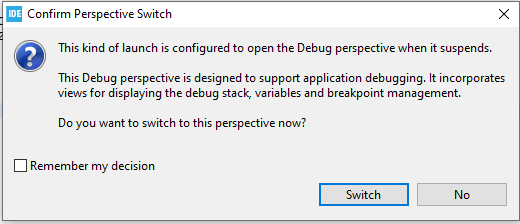 IDE Confirm Perspective Switch
This kind of launch is configured to open the Debug perspective when it suspends.
This Debug perspective is designed to support application debugging. It incorporates
views for displaying the debug stack, variables and breakpoint management.
Do you want to switch to this perspective now?
Remember my decision
Switch No